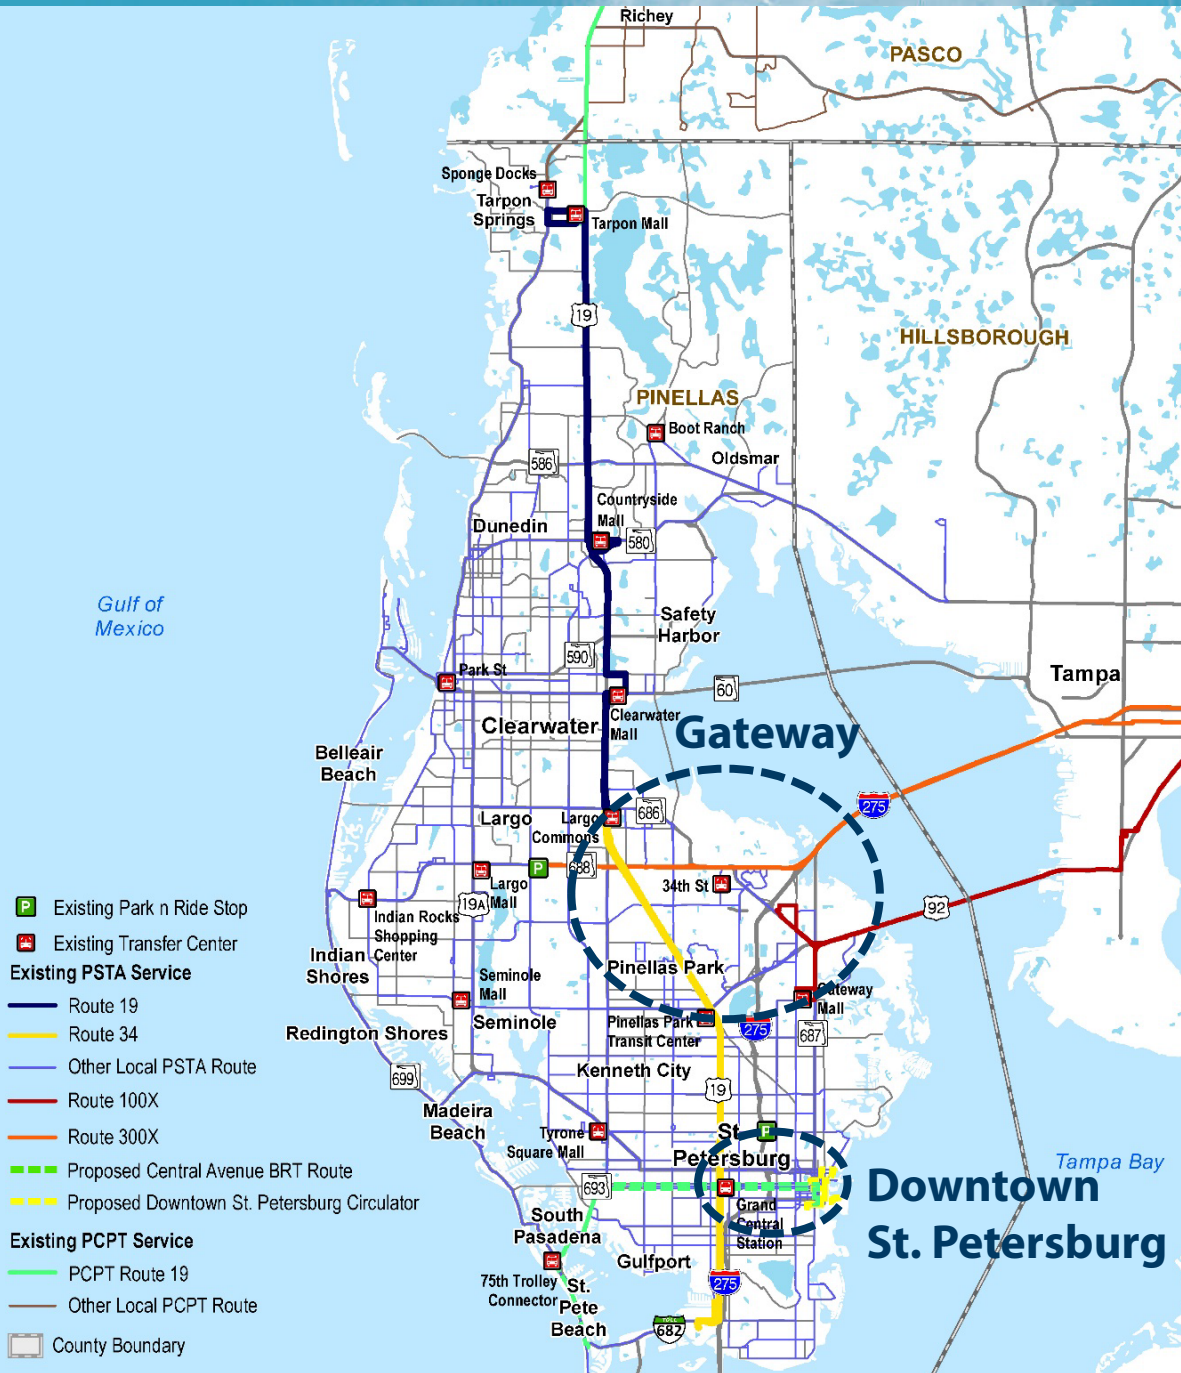 Richey
PASCO
Sponge Docks
Tarpon
Springs
Tarpon Mall
19
HILLSBOROUGH
PINELLAS
Boot Ranch
Oldsmar
586
Countryside
Mall
Dunedin
580
Gulf of
Mexico
Safety
Harbor
590
Park St
60
Tampa
Clearwater
Clearwater
Mall
Gateway
Belleair
Beach
275
Largo
Largo
Commons
686
688
34th St
Largo
Mall
19A
92
P
P
Existing Park n Ride Stop
Existing Transfer Center
Indian Rocks
Shopping
Center
Indian
Shores
Pinellas Park
Existing PSTA Service
Route 19
Route 34
Other Local PSTA Route
Route 100X
Route 300X
Proposed Central Avenue BRT Route
Proposed Downtown St. Petersburg Circulator
Existing PCPT Service
PCPT Route 19
Other Local PCPT Route
County Boundary
Seminole
Mall
Gateway
Mall
Redington Shores
Seminole
Pinellas Park
Transit Center
275
687
699
Kenneth City
19
Madeira
Beach
Tyrone
Square Mall
P
St
Petersburg
Tampa Bay
693
Downtown
St. Petersburg
Grand
Central
Station
South
Pasadena
Gulfport
75th Trolley
Connector
St.
Pete
Beach
275
TOLL
682